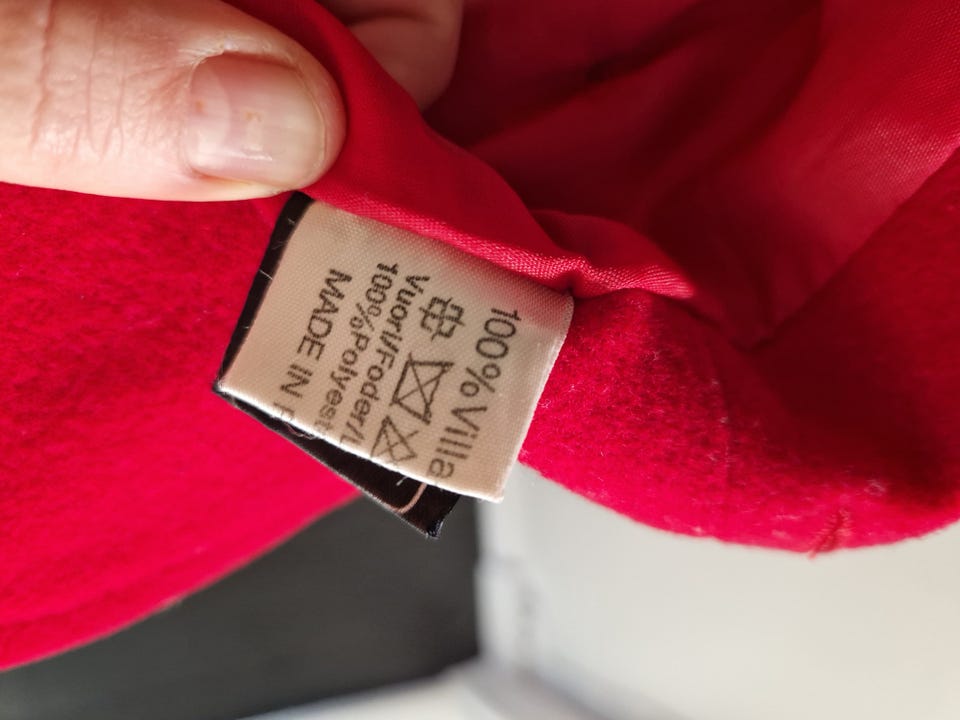 100% Villa
Vuori/Foder/L
100% Polyest
MADE IN